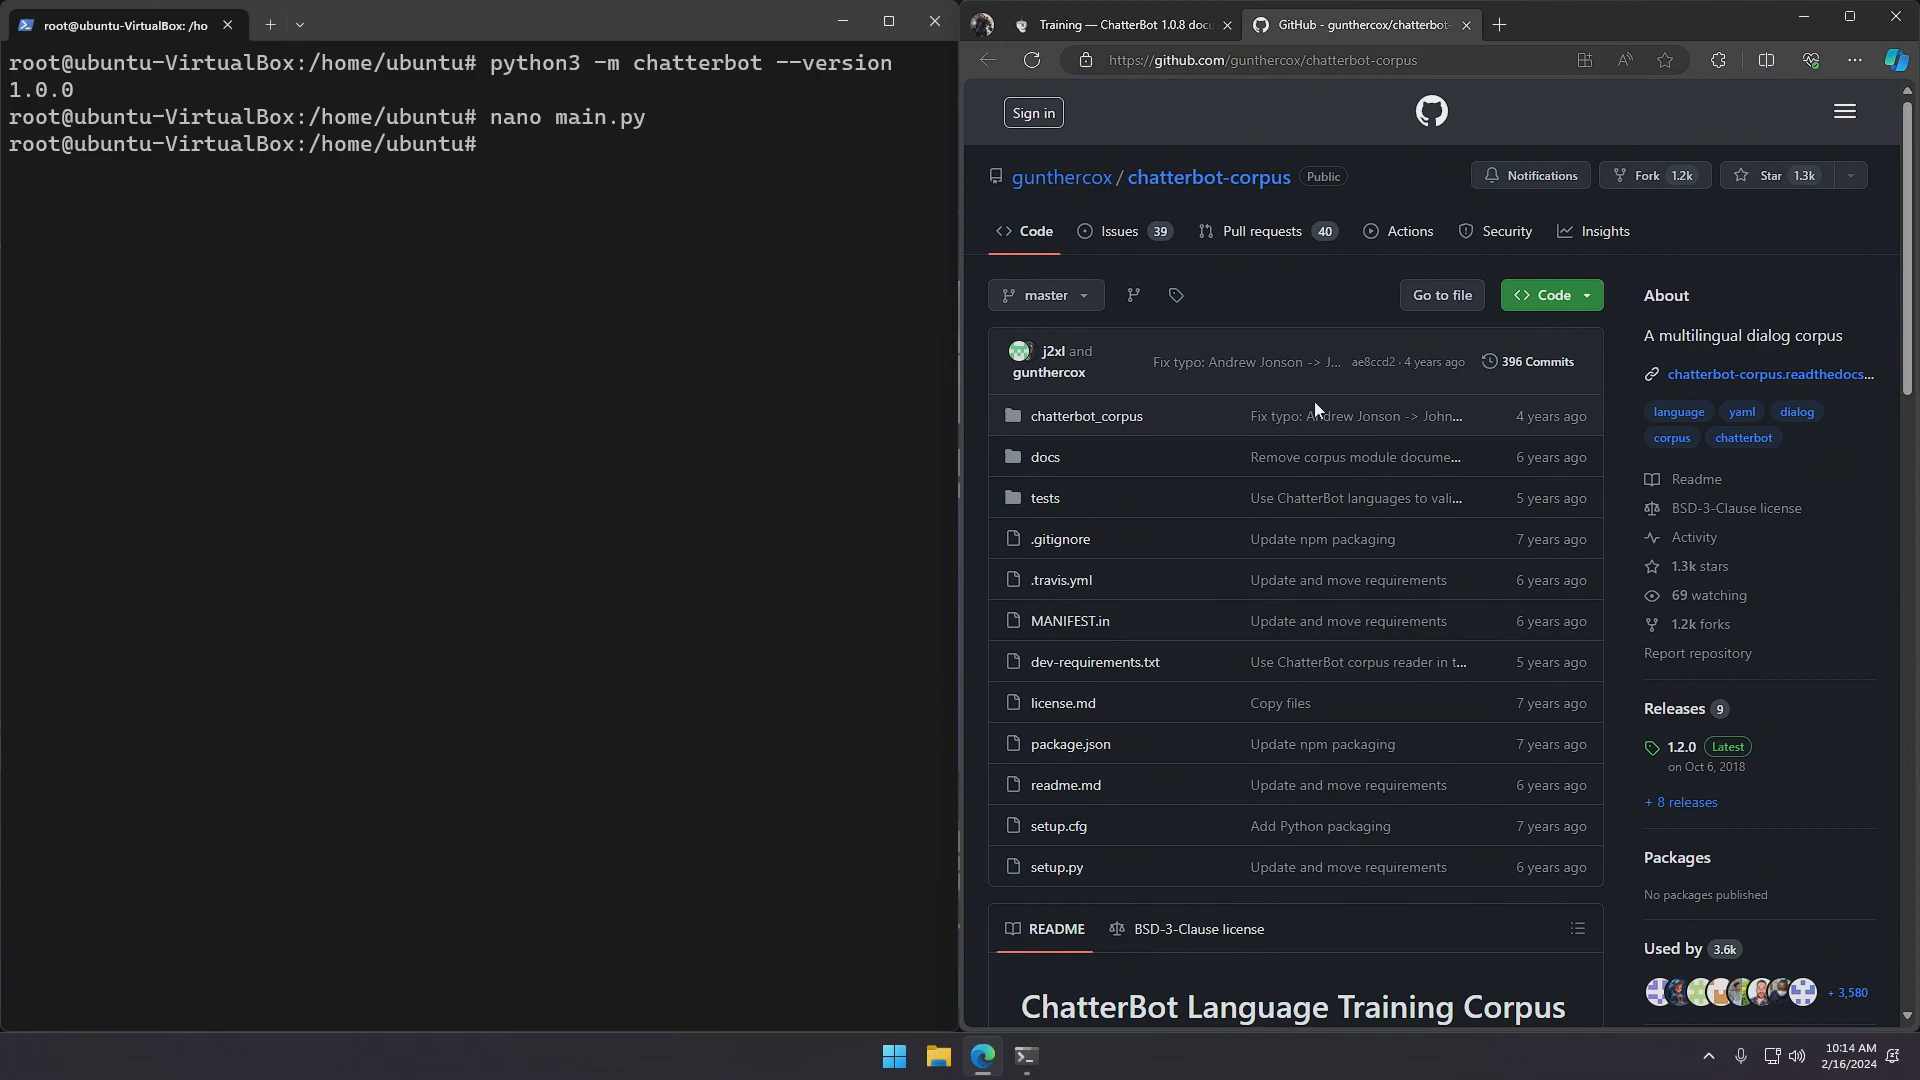 root@ubuntu-VirtualBox: /ho
root@ubuntu-VirtualBox:/home/ubuntu# python3 -m chatterbot --version
1.0.0
root@ubuntu-VirtualBox:/home/ubuntu# nano main.py
root@ubuntu-VirtualBox:/home/ubuntu#
Training — ChatterBot 1.0.8 doc
GitHub - gunthercox/chatterbot-
https://github.com/gunthercox/chatterbot-corpus
Sign in
gunthercox / chatterbot-corpus Public
Notifications
Fork 1.2k
Star 1.3k
Code
Issues 39
Pull requests 40
Actions
Security
Insights
master
Go to file
Code
j2xl and
gunthercox
Fix typo: Andrew Jonson -> J... ae8ccd2 · 4 years ago 396 Commits
chatterbot_corpus Fix typo: Andrew Jonson -> John... 4 years ago
docs Remove corpus module docume... 6 years ago
tests Use ChatterBot languages to vali... 5 years ago
.gitignore Update npm packaging 7 years ago
.travis.yml Update and move requirements 6 years ago
MANIFEST.in Update and move requirements 6 years ago
dev-requirements.txt Use ChatterBot corpus reader in t... 5 years ago
license.md Copy files 7 years ago
package.json Update npm packaging 7 years ago
readme.md Update and move requirements 6 years ago
setup.cfg Add Python packaging 7 years ago
setup.py Update and move requirements 6 years ago
README
BSD-3-Clause license
ChatterBot Language Training Corpus
About
A multilingual dialog corpus
chatterbot-corpus.readthedocs...
language yaml dialog
corpus chatterbot
Readme
BSD-3-Clause license
Activity
1.3k stars
69 watching
1.2k forks
Report repository
Releases 9
1.2.0 Latest
on Oct 6, 2018
+ 8 releases
Packages
No packages published
Used by 3.6k
+ 3,580
10:14 AM
2/16/2024